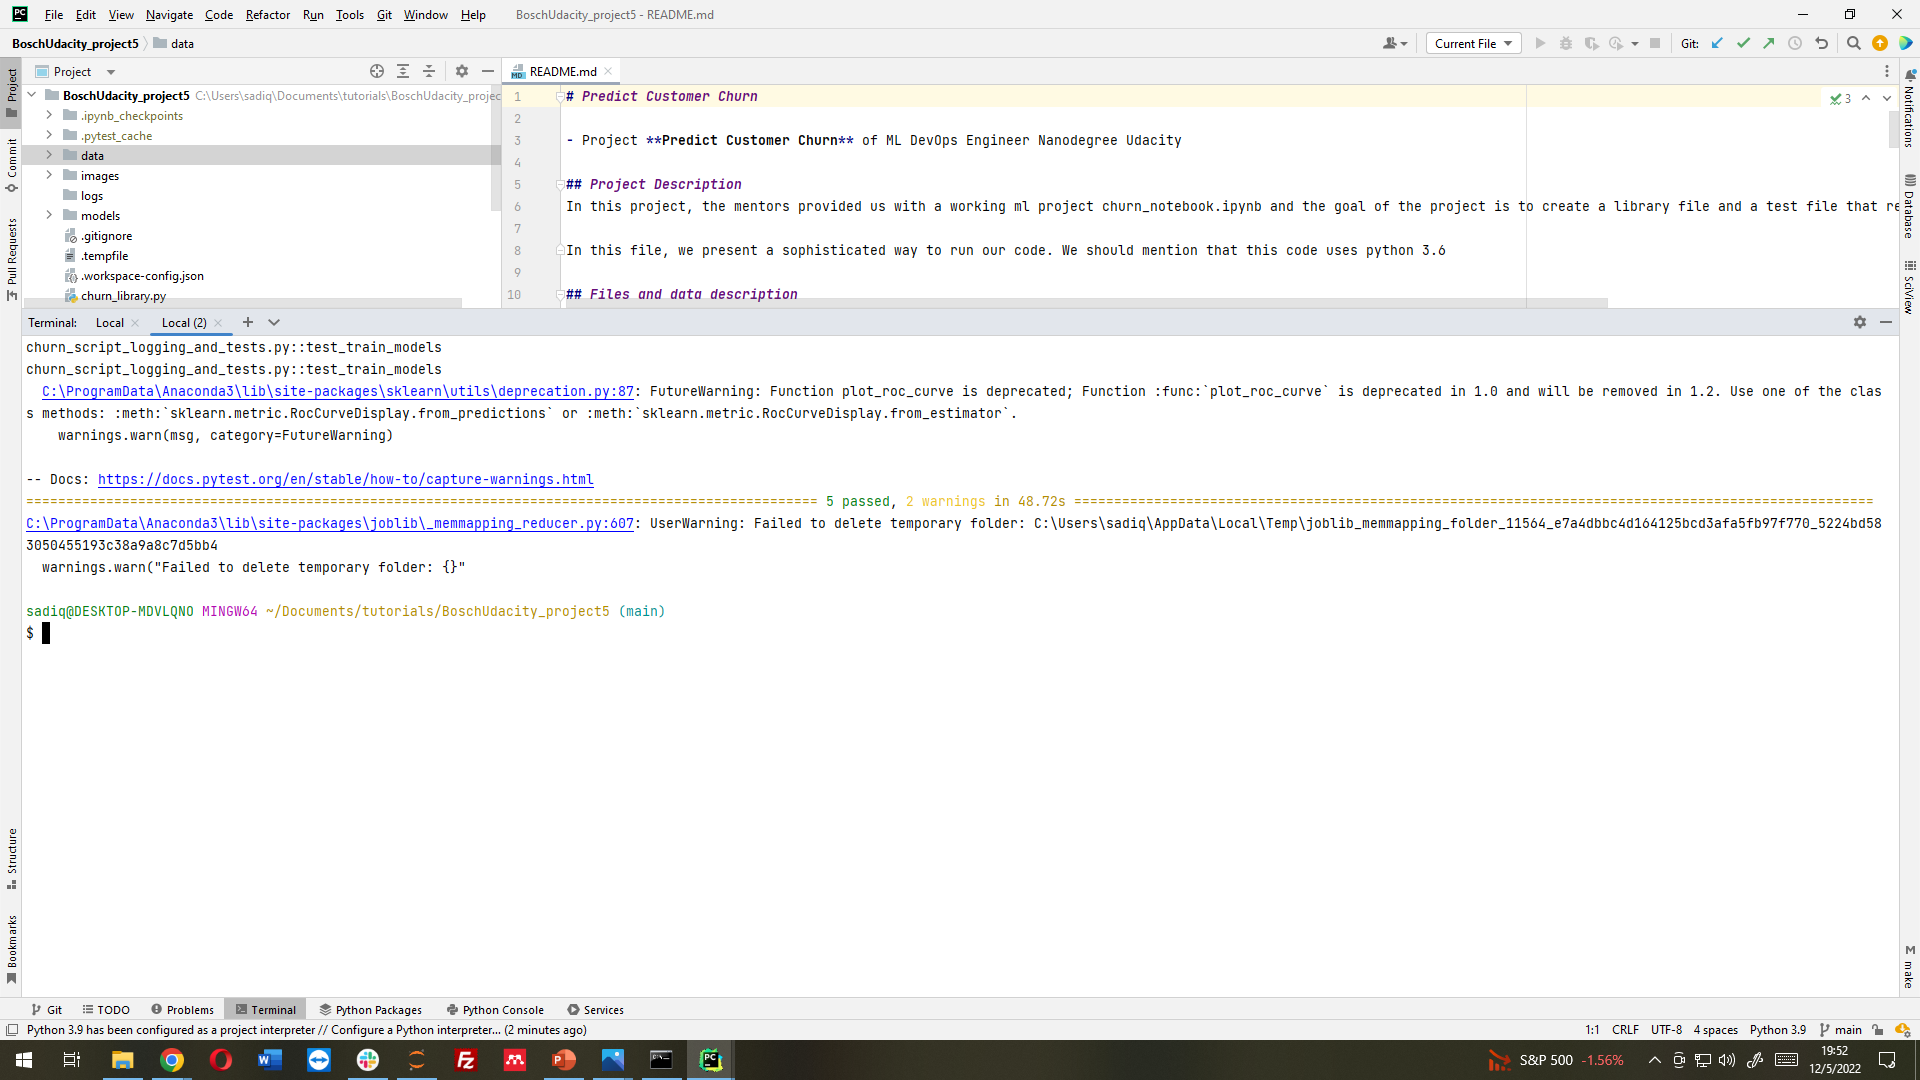 File Edit View Navigate Code Refactor Run Tools Git Window Help BoschUdacity_project5 - README.md
BoschUdacity_project5 data
Current File Git:
Project
README.md
BoschUdacity_project5 C:\Users\sadiq\Documents\tutorials\BoschUdacity_projec
.ipynb_checkpoints
.pytest_cache
data
images
logs
models
.gitignore
.tempfile
.workspace-config.json
churn_library.py
1 # Predict Customer Churn
2
3 - Project **Predict Customer Churn** of ML DevOps Engineer Nanodegree Udacity
4
5 ## Project Description
6 In this project, the mentors provided us with a working ml project churn_notebook.ipynb and the goal of the project is to create a library file and a test file that re
7
8 In this file, we present a sophisticated way to run our code. We should mention that this code uses python 3.6
9
10 ## Files and data description
3
Project
Commit
Pull Requests
Structure
Bookmarks
Notifications
Database
SciView
make
Terminal: Local Local (2)
churn_script_logging_and_tests.py::test_train_models
churn_script_logging_and_tests.py::test_train_models
C:\ProgramData\Anaconda3\lib\site-packages\sklearn\utils\deprecation.py:87: FutureWarning: Function plot_roc_curve is deprecated; Function :func:`plot_roc_curve` is deprecated in 1.0 and will be removed in 1.2. Use one of the clas
s methods: :meth:`sklearn.metric.RocCurveDisplay.from_predictions` or :meth:`sklearn.metric.RocCurveDisplay.from_estimator`.
warnings.warn(msg, category=FutureWarning)
-- Docs: https://docs.pytest.org/en/stable/how-to/capture-warnings.html
5 passed, 2 warnings in 48.72s
C:\ProgramData\Anaconda3\lib\site-packages\joblib\_memmapping_reducer.py:607: UserWarning: Failed to delete temporary folder: C:\Users\sadiq\AppData\Local\Temp\joblib_memmapping_folder_11564_e7a4dbbc4d164125bcd3afa5fb97f770_5224bd58
3050455193c38a9a8c7d5bb4
warnings.warn("Failed to delete temporary folder: {}"
sadiq@DESKTOP-MDVLQNO MINGW64 ~/Documents/tutorials/BoschUdacity_project5 (main)
$
Git TODO Problems Terminal Python Packages Python Console Services
Python 3.9 has been configured as a project interpreter // Configure a Python interpreter... (2 minutes ago)
1:1 CRLF UTF-8 4 spaces Python 3.9 main
S&P 500 -1.56%
19:52
12/5/2022